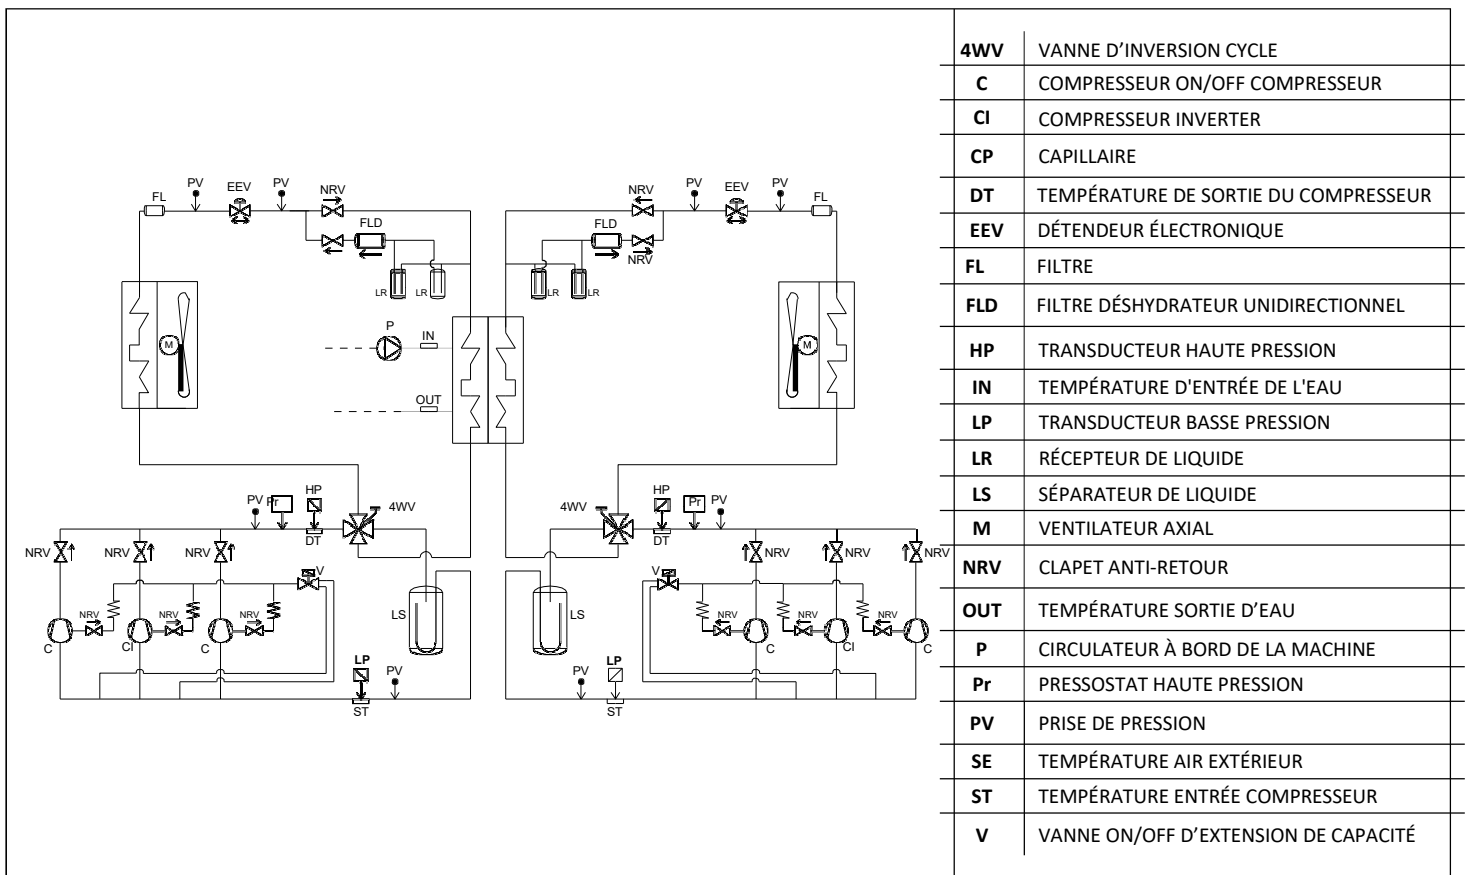 PV
EEV
PV
NRV
FL
FLD
LR
LR
P
IN
OUT
M
NRV
PV
EEV
PV
FL
FLD
NRV
LR
LR
M
HP
PV
Pr
4WV
DT
NRV
NRV
NRV
V
NRV
NRV
NRV
C
CI
C
LS
LP
PV
ST
HP
4WV
Pr
PV
DT
NRV
NRV
NRV
V
NRV
NRV
NRV
LS
C
CI
C
PV
LP
ST
4WV VANNE D’INVERSION CYCLE
C COMPRESSEUR ON/OFF COMPRESSEUR
CI COMPRESSEUR INVERTER
CP CAPILLAIRE
DT TEMPÉRATURE DE SORTIE DU COMPRESSEUR
EEV DÉTENDEUR ÉLECTRONIQUE
FL FILTRE
FLD FILTRE DÉSHYDRATEUR UNIDIRECTIONNEL
HP TRANSDUCTEUR HAUTE PRESSION
IN TEMPÉRATURE D'ENTRÉE DE L'EAU
LP TRANSDUCTEUR BASSE PRESSION
LR RÉCEPTEUR DE LIQUIDE
LS SÉPARATEUR DE LIQUIDE
M VENTILATEUR AXIAL
NRV CLAPET ANTI-RETOUR
OUT TEMPÉRATURE SORTIE D’EAU
P CIRCULATEUR À BORD DE LA MACHINE
Pr PRESSOSTAT HAUTE PRESSION
PV PRISE DE PRESSION
SE TEMPÉRATURE AIR EXTÉRIEUR
ST TEMPÉRATURE ENTRÉE COMPRESSEUR
V VANNE ON/OFF D’EXTENSION DE CAPACITÉ